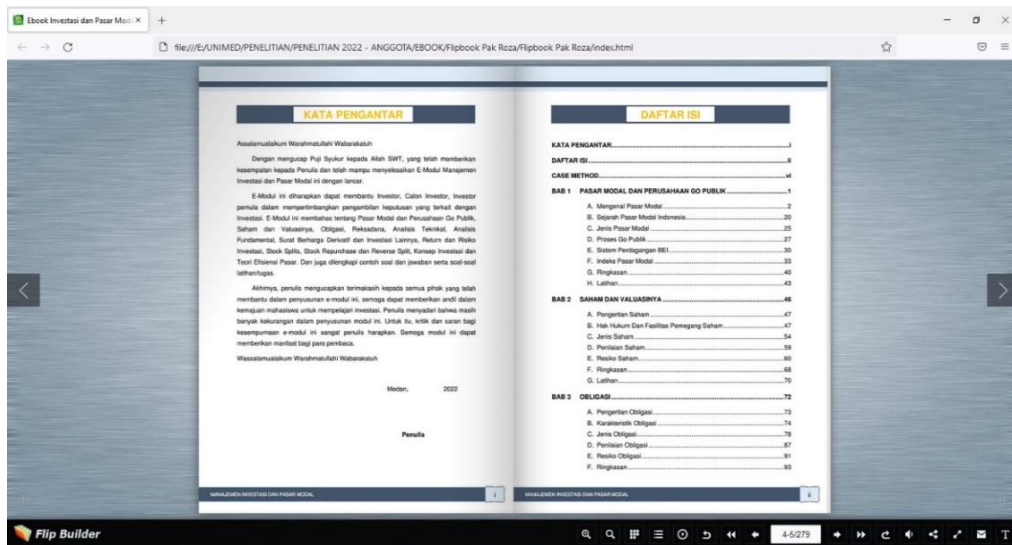 Ebook Investasi dan Pasar Mod
file:///E:/UNIMED/PENELITIAN/PENELITIAN 2022 - ANGGOTA/EBOOK/Flipbook Pak Roza/Flipbook Pak Roza/index.html
KATA PENGANTAR
Assalamualaikum Warahmatullahi Wabarakatuh
Dengan mengucap Puji Syukur kepada Allah SWT, yang telah memberikan
kesempatan kepada Penulis dan telah mampu menyelesaikan E-Modul Manajemen
Investasi dan Pasar Modal ini dengan lancar.
E-Modul ini diharapkan dapat membantu Investor, Calon Investor, Investor
pemula dalam mempertimbangkan pengambilan keputusan yang terkait dengan
Investasi. E-Modul ini membahas tentang Pasar Modal dan Perusahaan Go Publik,
Saham dan Valuasinya, Obligasi, Reksadana, Analisis Teknikal, Analisis
Fundamental, Surat Berharga Derivatif dan Investasi Lainnya, Return dan Risiko
Investasi, Stock Splits, Stock Repurchase dan Reverse Split, Konsep Investasi dan
Teori Efisiensi Pasar. Dan juga dilengkapi contoh soal dan jawaban serta soal-soal
latihan/tugas.
Akhirnya, penulis mengucapkan terimakasih kepada semua pihak yang telah
membantu dalam penyusunan e-modul ini, semoga dapat memberikan andil dalam
kemajuan mahasiswa untuk mempelajari investasi. Penulis menyadari bahwa masih
banyak kekurangan dalam penyusunan modul ini. Untuk itu, kritik dan saran bagi
kesempurnaan e-modul ini sangat penulis harapkan. Semoga modul ini dapat
memberikan manfaat bagi para pembaca.
Wassalamualaikum Warahmatullahi Wabarakatuh
Medan, 2022
Penulis
MANAJEMEN INVESTASI DAN PASAR MODAL i
DAFTAR ISI
KATA PENGANTAR i
DAFTAR ISI ii
CASE METHOD vi
BAB 1 PASAR MODAL DAN PERUSAHAAN GO PUBLIK 1
A. Mengenal Pasar Modal 2
B. Sejarah Pasar Modal Indonesia 20
C. Jenis Pasar Modal 25
D. Proses Go Publik 27
E. Sistem Perdagangan BEI 30
F. Indeks Pasar Modal 33
G. Ringkasan 40
H. Latihan 43
BAB 2 SAHAM DAN VALUASINYA 46
A. Pengertian Saham 47
B. Hak Hukum Dan Fasilitas Pemegang Saham 47
C. Jenis Saham 54
D. Penilaian Saham 59
E. Resiko Saham 60
F. Ringkasan 68
G. Latihan 70
BAB 3 OBLIGASI 72
A. Pengertian Obligasi 73
B. Karakteristik Obligasi 74
C. Jenis Obligasi 78
D. Penilaian Obligasi 87
E. Resiko Obligasi 91
F. Ringkasan 93
MANAJEMEN INVESTASI DAN PASAR MODAL ii
Flip Builder
4-5/279